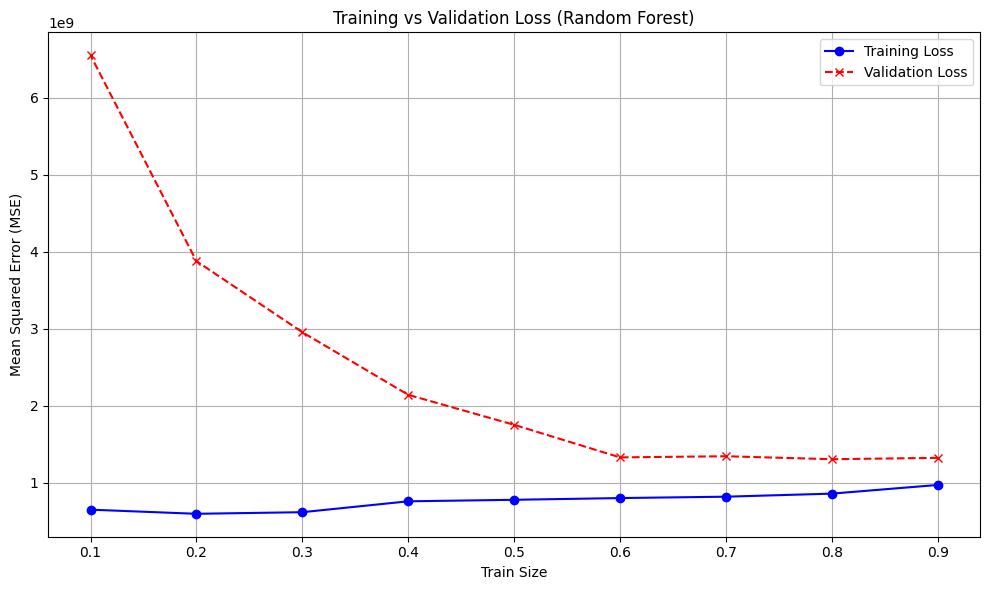 Training vs Validation Loss (Random Forest)
1e9
Training Loss
Validation Loss
Mean Squared Error (MSE)
6
5
4
3
2
1
0.1 0.2 0.3 0.4 0.5 0.6 0.7 0.8 0.9
Train Size